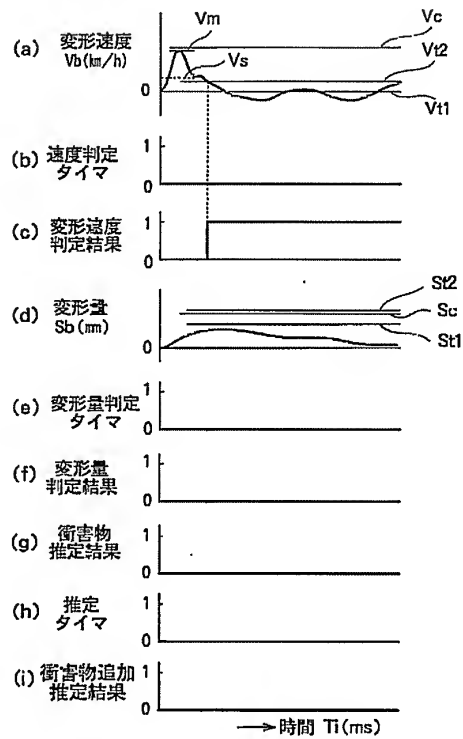 Vm
Vc
(a) 変形速度
Vb(km/h)
Vs
Vt2
0
Vt1
(b) 速度判定
タイマ
1
0
(c) 変形速度
判定結果
1
0
St2
(d) 変形量
Sb(mm)
Sc
0
St1
(e) 変形量判定
タイマ
1
0
(f) 変形量
判定結果
1
0
(g) 衝害物
推定結果
1
0
(h) 推定
タイマ
1
0
(i) 衝害物追加
推定結果
1
0
→時間 Ti(ms)